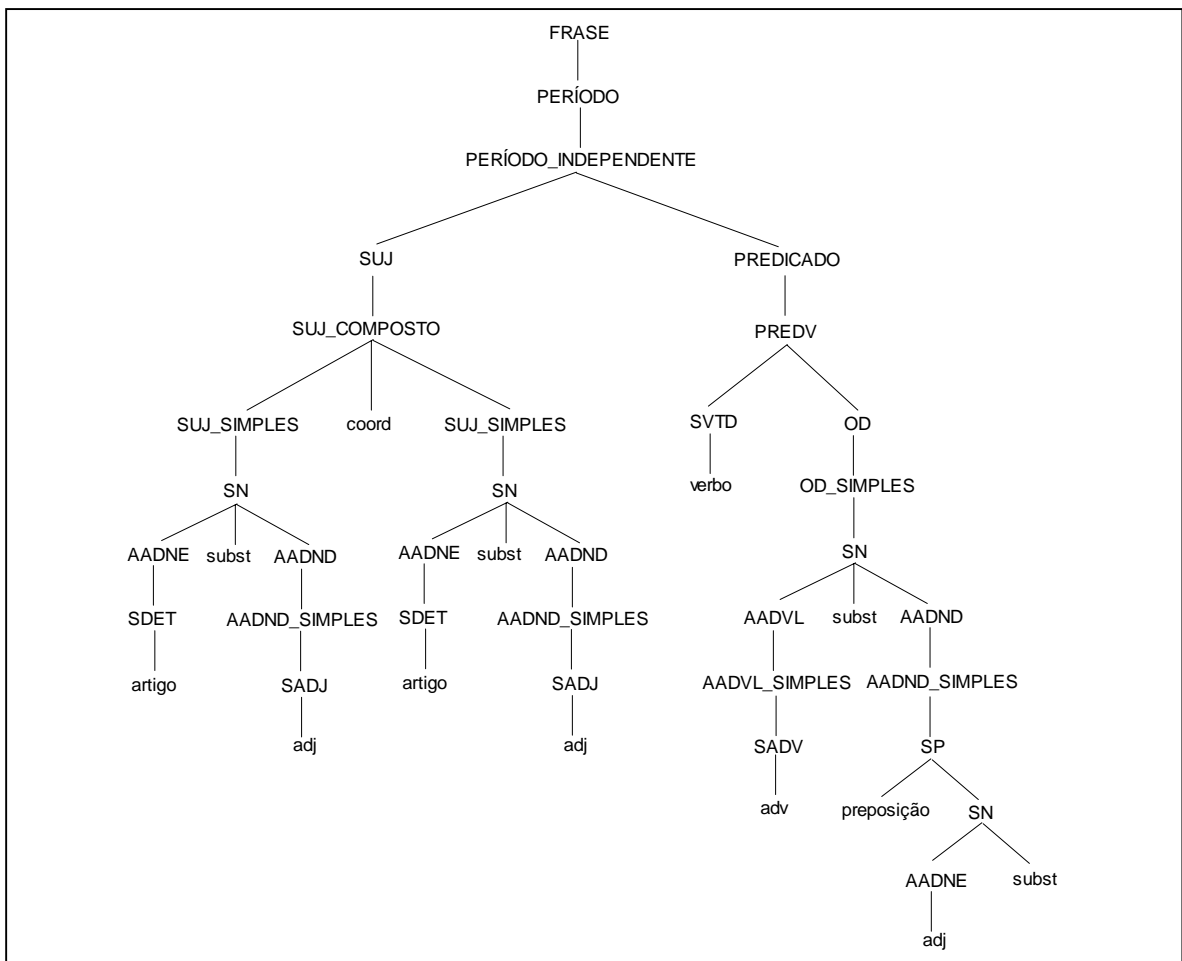 FRASE
PERÍODO
PERÍODO_INDEPENDENTE
SUJ PREDICADO
SUJ_COMPOSTO PREDV
SUJ_SIMPLES coord SUJ_SIMPLES SVTD OD
SN SN verbo OD_SIMPLES
AADNE subst AADND AADNE subst AADND SN
SDET AADND_SIMPLES SDET AADND_SIMPLES AADVL subst AADND
artigo SADJ artigo SADJ AADVL_SIMPLES AADND_SIMPLES
adj adj SADV SP
adv preposição SN
AADNE subst
adj